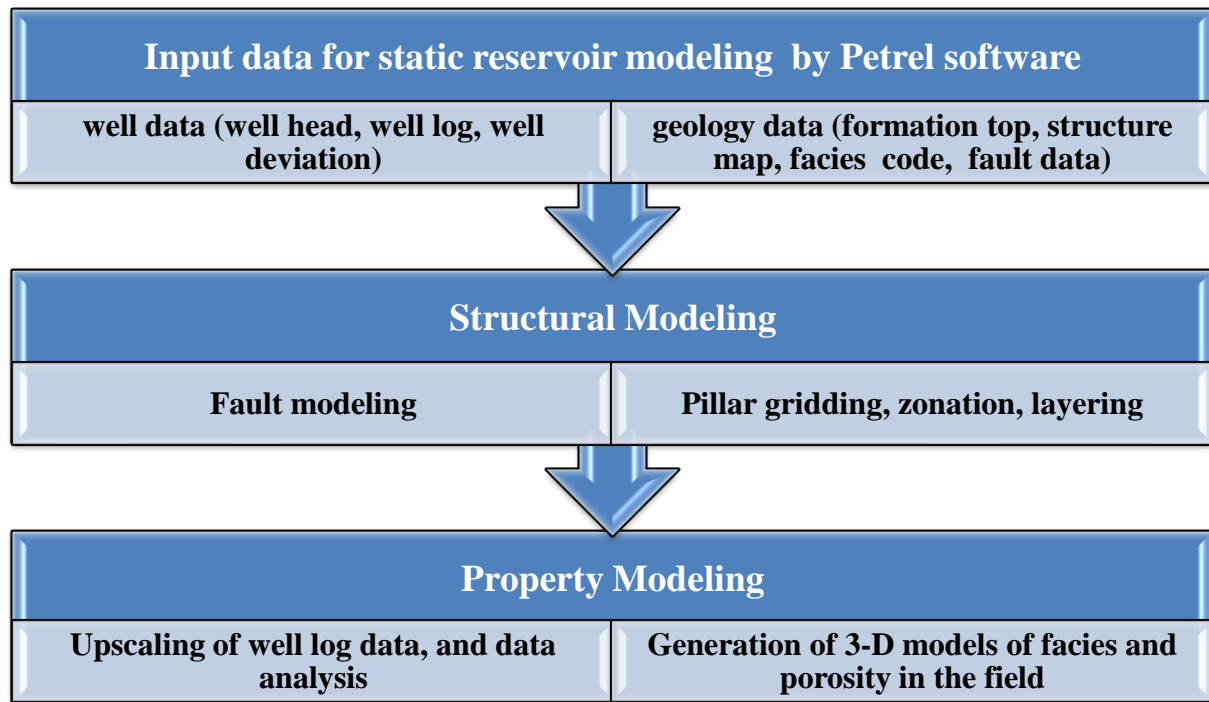 Input data for static reservoir modeling by Petrel software
well data (well head, well log, well
deviation)
geology data (formation top, structure
map, facies code, fault data)
Structural Modeling
Fault modeling
Pillar gridding, zonation, layering
Property Modeling
Upscaling of well log data, and data
analysis
Generation of 3-D models of facies and
porosity in the field